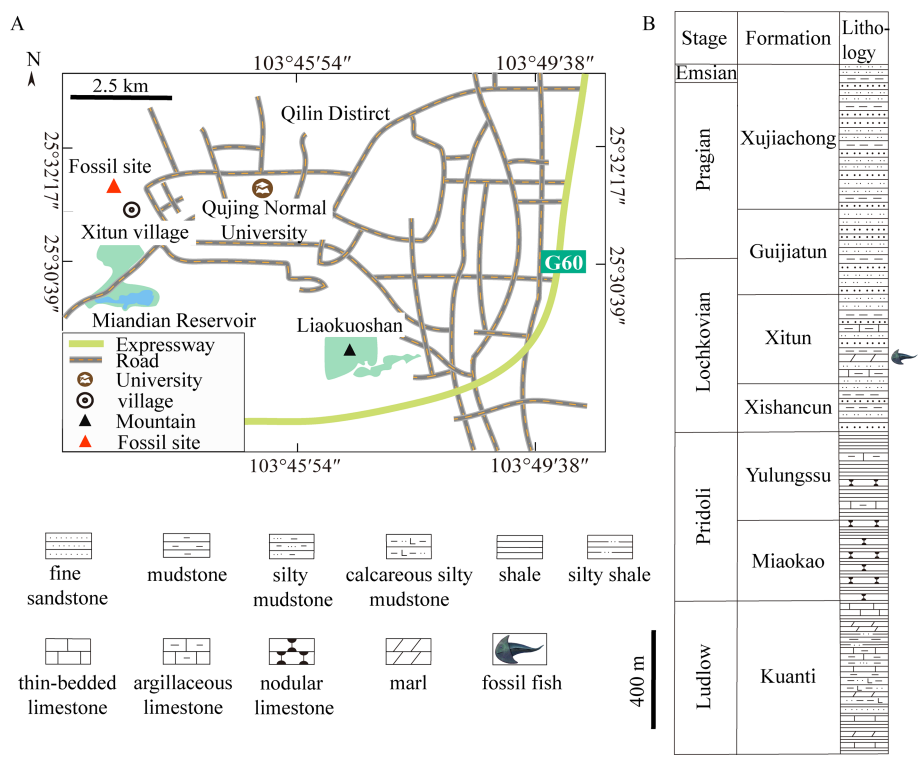 A
N
103°45′54″
103°49′38″
2.5 km
Qilin Distirct
25°32′17″
25°32′17″
Fossil site
Xitun village
Qujing Normal
University
G60
25°30′39″
25°30′39″
Miandian Reservoir
Liaokuoshan
Expressway
Road
University
village
Mountain
Fossil site
103°45′54″
103°49′38″
fine
sandstone
mudstone
silty
mudstone
calcareous silty
mudstone
shale
silty shale
thin-bedded
limestone
argillaceous
limestone
nodular
limestone
marl
fossil fish
400 m
B
Stage
Formation
Litho-
logy
Emsian
Pragian
Lochkovian
Pridoli
Ludlow
Xujiachong
Guijiatun
Xitun
Xishancun
Yulungssu
Miaokao
Kuanti